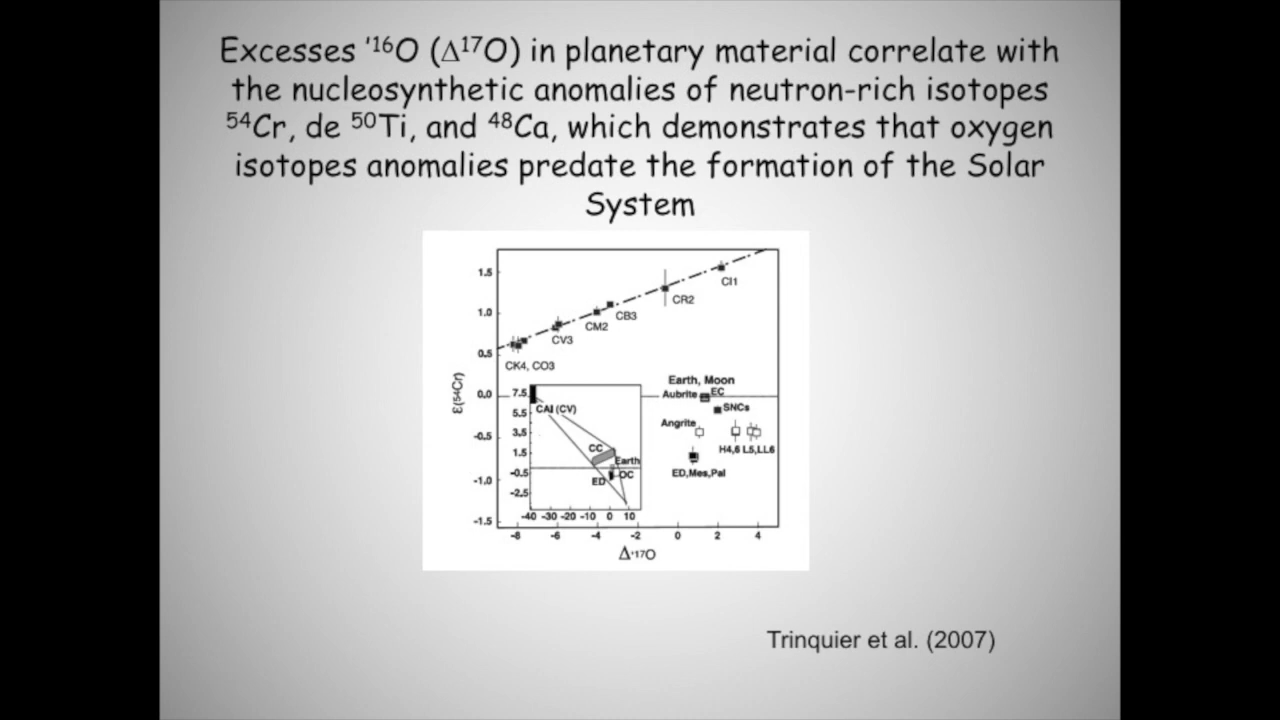 Excesses '¹⁶O (Δ¹⁷O) in planetary material correlate with
the nucleosynthetic anomalies of neutron-rich isotopes
⁵⁴Cr, de ⁵⁰Ti, and ⁴⁸Ca, which demonstrates that oxygen
isotopes anomalies predate the formation of the Solar
System
1.5
1.0
0.5
0.0
-0.5
-1.0
-1.5
ε(⁵⁴Cr)
CI1
CR2
CB3
CM2
CV3
CK4, CO3
Earth, Moon
Aubrite
EC
SNCs
Angrite
H4,6 L5,LL6
ED,Mes,Pal
7.5
5.5
3.5
1.5
-0.5
-2.5
CAI (CV)
CC
Earth
OC
ED
-40 -30 -20 -10 0 10
-8 -6 -4 -2 0 2 4
Δ'¹⁷O
Trinquier et al. (2007)